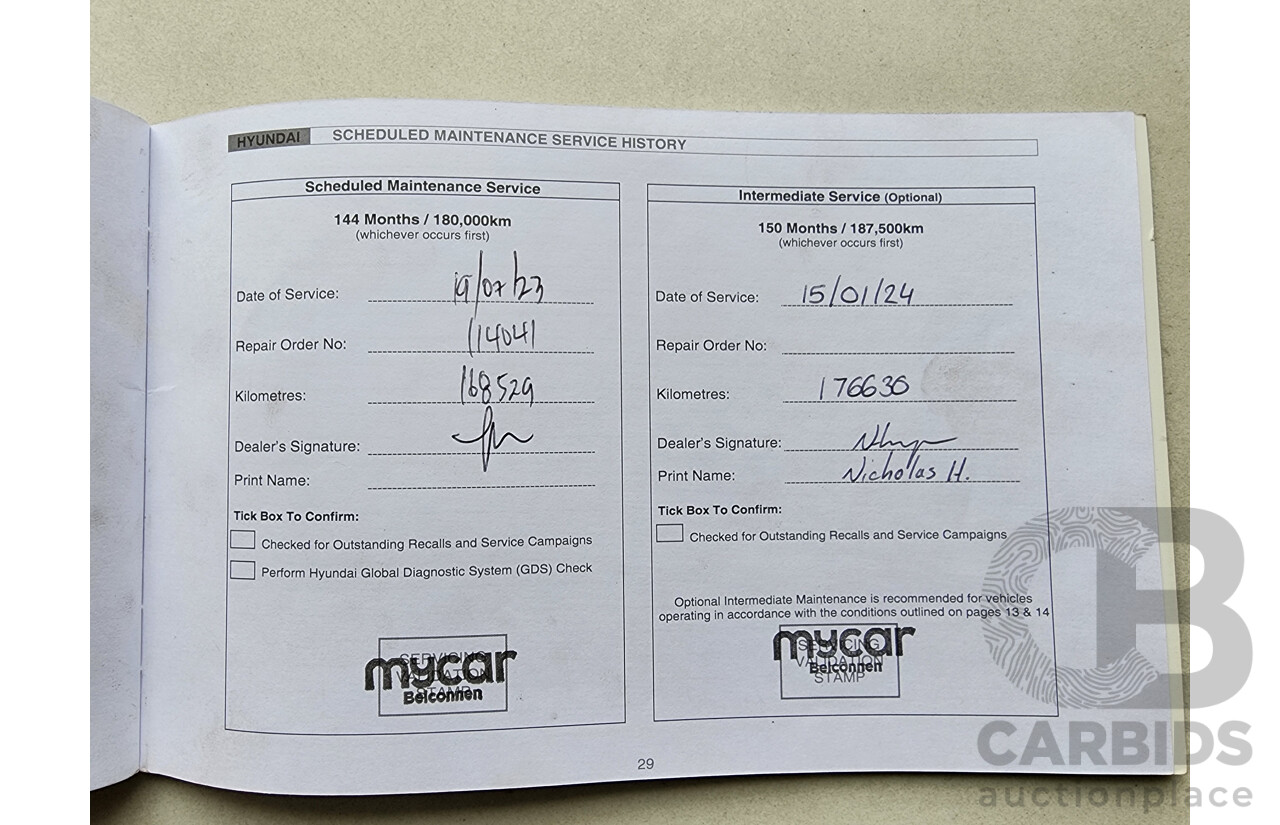 HYUNDAI SCHEDULED MAINTENANCE SERVICE HISTORY
Scheduled Maintenance Service
144 Months / 180,000km
(whichever occurs first)
Date of Service: 19/07/23
Repair Order No: 114041
Kilometres: 168529
Dealer's Signature:
Print Name:
Tick Box To Confirm:
Checked for Outstanding Recalls and Service Campaigns
Perform Hyundai Global Diagnostic System (GDS) Check
SERVICING
VALIDATION
STAMP
mycar
Belconnen
Intermediate Service (Optional)
150 Months / 187,500km
(whichever occurs first)
Date of Service: 15/01/24
Repair Order No:
Kilometres: 176636
Dealer's Signature:
Print Name: Nicholas H.
Tick Box To Confirm:
Checked for Outstanding Recalls and Service Campaigns
Optional Intermediate Maintenance is recommended for vehicles
operating in accordance with the conditions outlined on pages 13 & 14
SERVICING
VALIDATION
STAMP
mycar
Belconnen
29
CB
CARBIDS
auctionplace